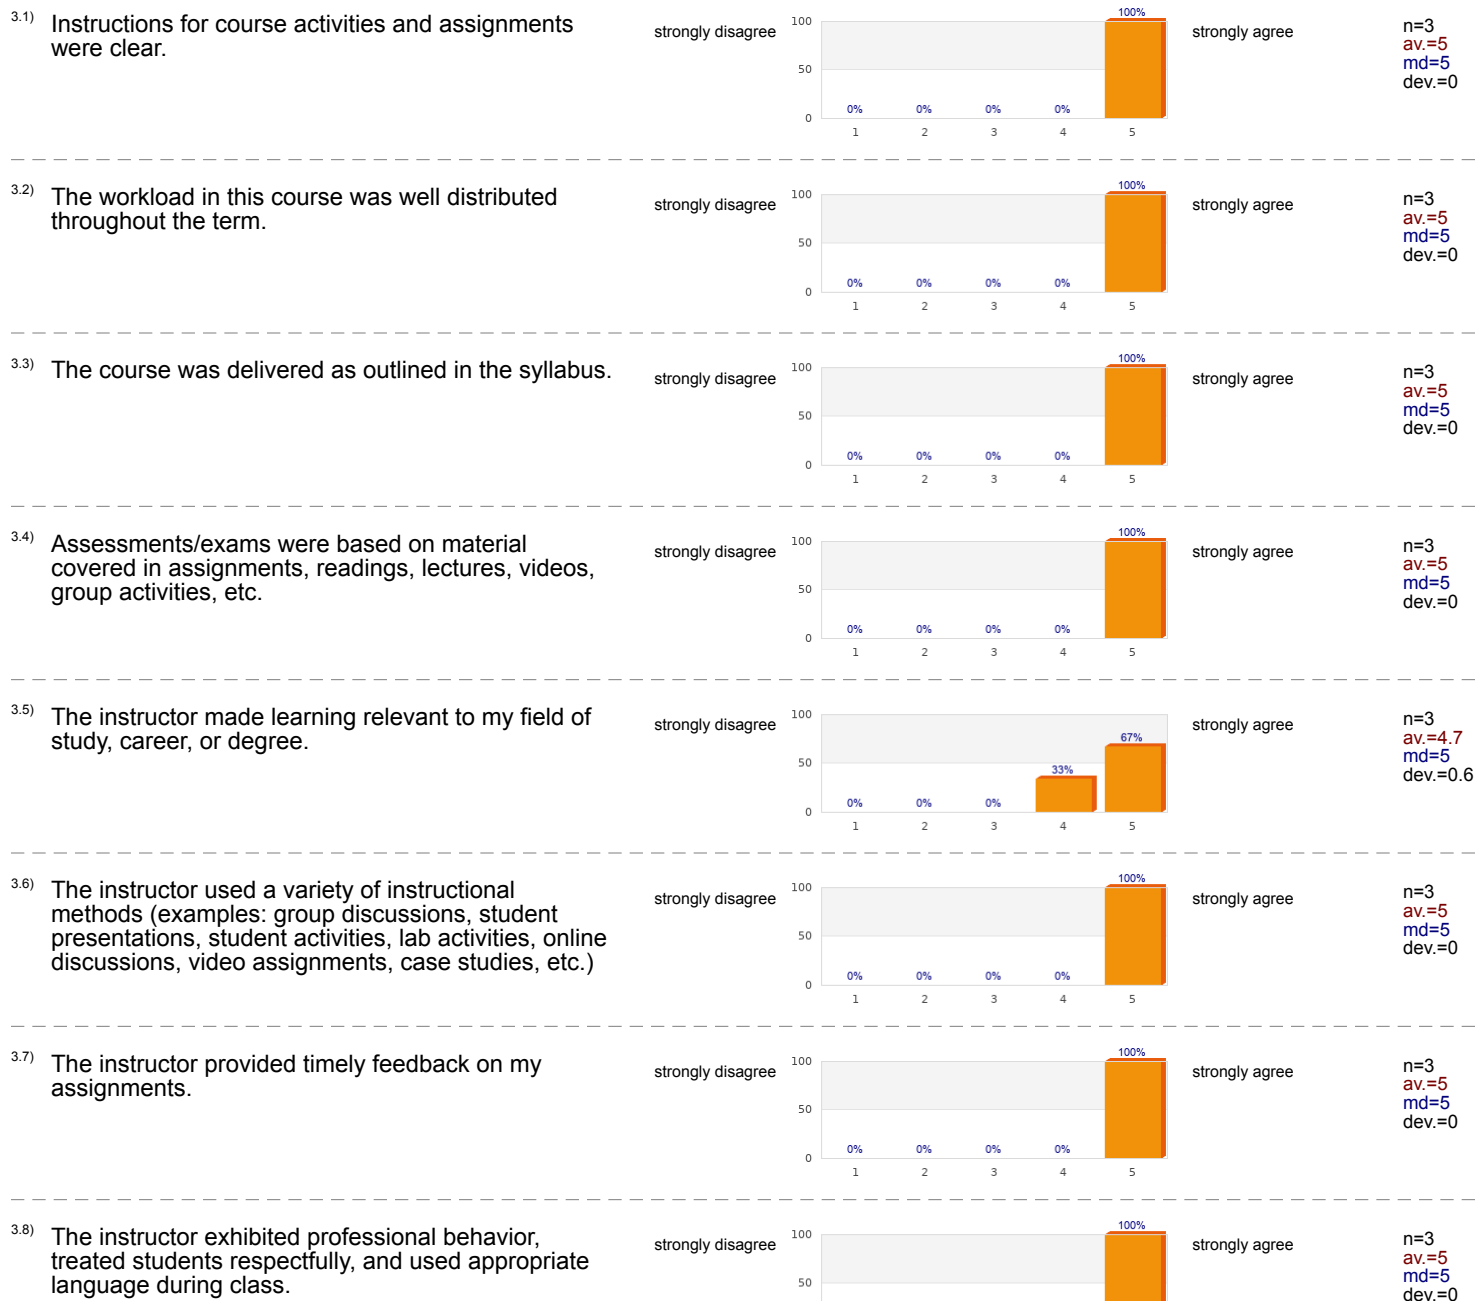 3.1) Instructions for course activities and assignments
were clear.
strongly disagree
strongly agree
100
50
0
0% 0% 0% 0% 100%
1 2 3 4 5
n=3
av.=5
md=5
dev.=0
3.2) The workload in this course was well distributed
throughout the term.
strongly disagree
strongly agree
100
50
0
0% 0% 0% 0% 100%
1 2 3 4 5
n=3
av.=5
md=5
dev.=0
3.3) The course was delivered as outlined in the syllabus.
strongly disagree
strongly agree
100
50
0
0% 0% 0% 0% 100%
1 2 3 4 5
n=3
av.=5
md=5
dev.=0
3.4) Assessments/exams were based on material
covered in assignments, readings, lectures, videos,
group activities, etc.
strongly disagree
strongly agree
100
50
0
0% 0% 0% 0% 100%
1 2 3 4 5
n=3
av.=5
md=5
dev.=0
3.5) The instructor made learning relevant to my field of
study, career, or degree.
strongly disagree
strongly agree
100
50
0
0% 0% 0% 33% 67%
1 2 3 4 5
n=3
av.=4.7
md=5
dev.=0.6
3.6) The instructor used a variety of instructional
methods (examples: group discussions, student
presentations, student activities, lab activities, online
discussions, video assignments, case studies, etc.)
strongly disagree
strongly agree
100
50
0
0% 0% 0% 0% 100%
1 2 3 4 5
n=3
av.=5
md=5
dev.=0
3.7) The instructor provided timely feedback on my
assignments.
strongly disagree
strongly agree
100
50
0
0% 0% 0% 0% 100%
1 2 3 4 5
n=3
av.=5
md=5
dev.=0
3.8) The instructor exhibited professional behavior,
treated students respectfully, and used appropriate
language during class.
strongly disagree
strongly agree
100
50
100%
n=3
av.=5
md=5
dev.=0